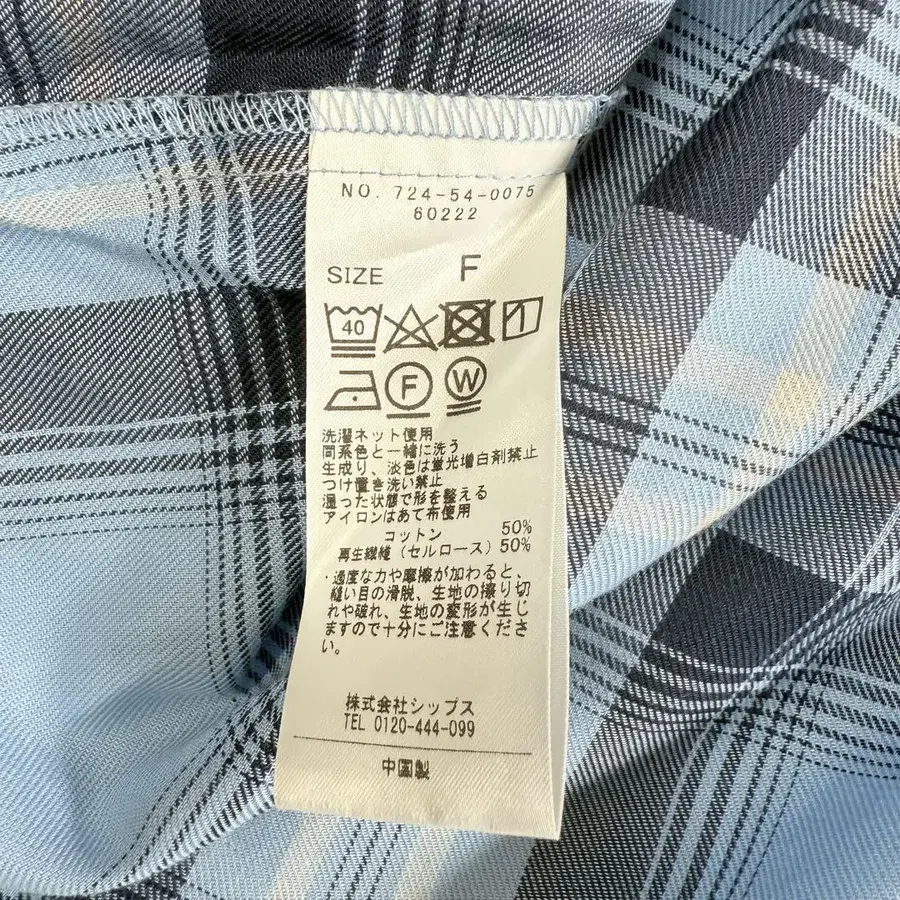 NO. 724-54-0075
60222
SIZE F
40
F W
洗濯ネット使用
同系色と一緒に洗う
生成り、淡色は蛍光増白剤禁止
つけ置き洗い禁止
湿った状態で形を整える
アイロンはあて布使用
コットン 50%
再生繊維（セルロース）50%
・過度な力や摩擦が加わると、
縫い目の滑脱、生地の擦り切
れや破れ、生地の変形が生じ
ますので十分にご注意くださ
い。
株式会社シップス
TEL 0120-444-099
中国製